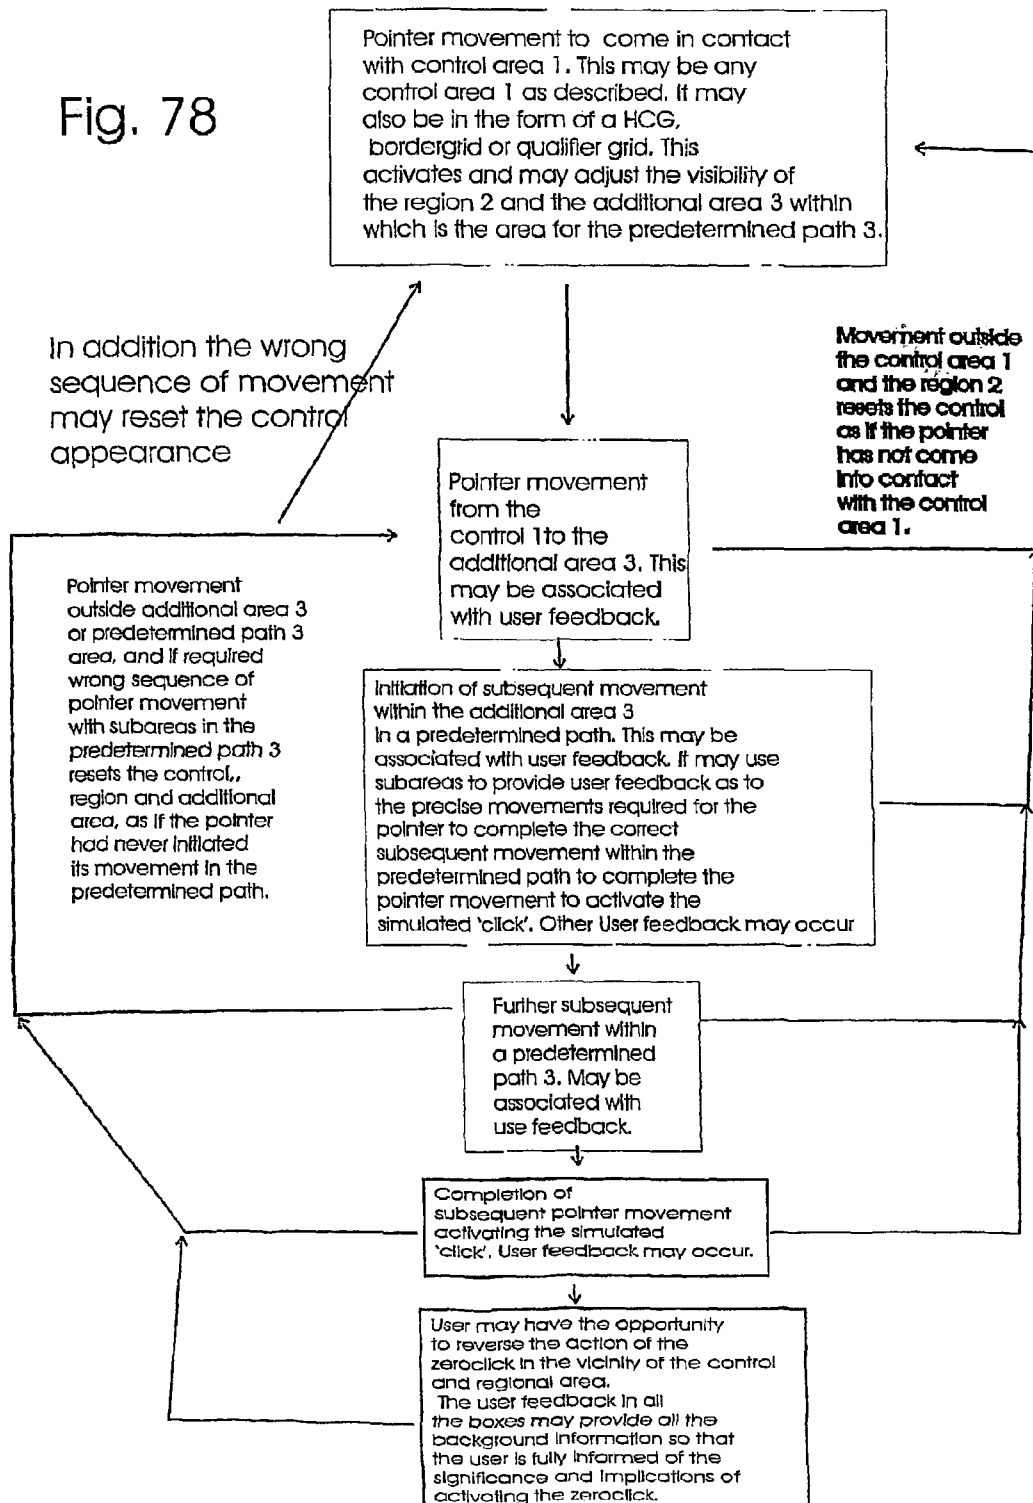 Fig. 78
Pointer movement to come in contact
with control area 1. This may be any
control area 1 as described. It may
also be in the form of a HCG,
bordergrid or qualifier grid. This
activates and may adjust the visibility of
the region 2 and the additional area 3 within
which is the area for the predetermined path 3.
In addition the wrong
sequence of movement
may reset the control
appearance
Movement outside
the control area 1
and the region 2
resets the control
as if the pointer
has not come
into contact
with the control
area 1.
Pointer movement
from the
control 1to the
additional area 3. This
may be associated
with user feedback.
Pointer movement
outside additional area 3
or predetermined path 3
area, and if required
wrong sequence of
pointer movement
with subareas in the
predetermined path 3
resets the control,,
region and additional
area, as if the pointer
had never initiated
its movement in the
predetermined path.
Initiation of subsequent movement
within the additional area 3
in a predetermined path. This may be
associated with user feedback. It may use
subareas to provide user feedback as to
the precise movements required for the
pointer to complete the correct
subsequent movement within the
predetermined path to complete the
pointer movement to activate the
simulated 'click'. Other User feedback may occur
Further subsequent
movement within
a predetermined
path 3. May be
associated with
use feedback.
Completion of
subsequent pointer movement
activating the simulated
'click'. User feedback may occur.
User may have the opportunity
to reverse the action of the
zeroclick in the vicinity of the control
and regional area.
The user feedback in all
the boxes may provide all the
background information so that
the user is fully informed of the
significance and implications of
activating the zeroclick.